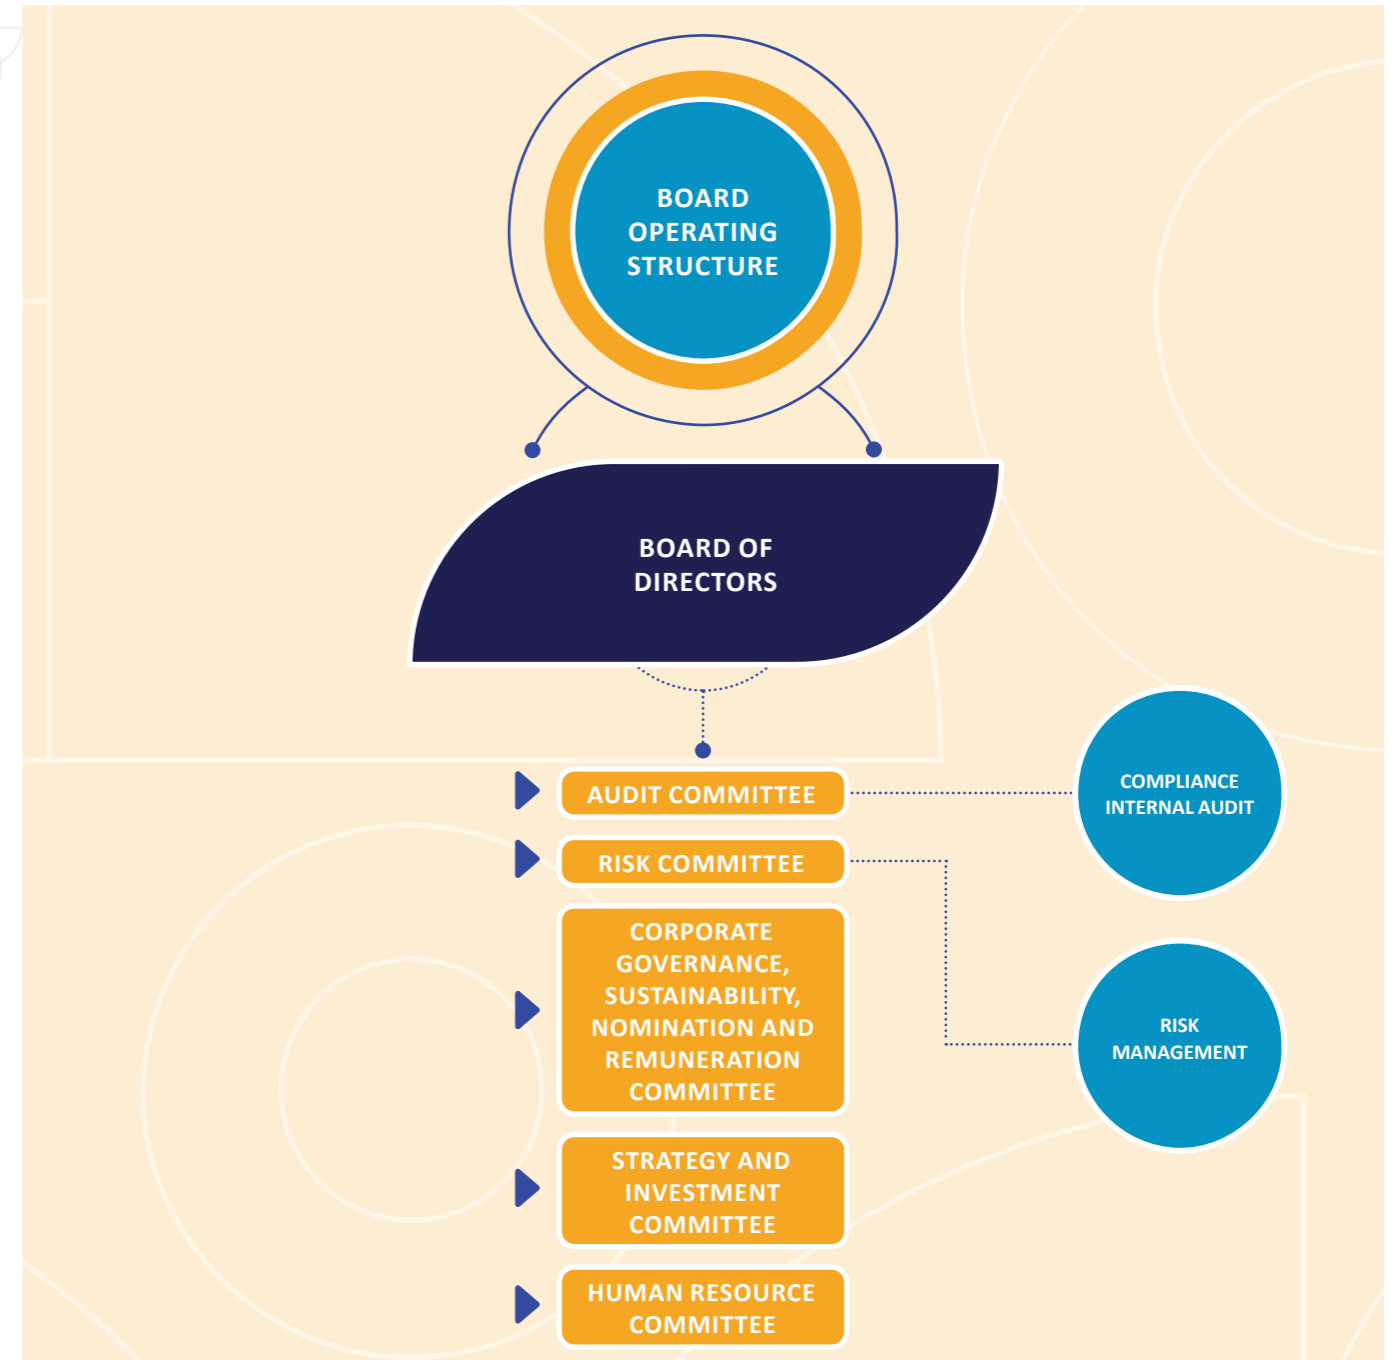 BOARD
OPERATING
STRUCTURE
BOARD OF
DIRECTORS
AUDIT COMMITTEE
COMPLIANCE
INTERNAL AUDIT
RISK COMMITTEE
CORPORATE
GOVERNANCE,
SUSTAINABILITY,
NOMINATION AND
REMUNERATION
COMMITTEE
RISK
MANAGEMENT
STRATEGY AND
INVESTMENT
COMMITTEE
HUMAN RESOURCE
COMMITTEE